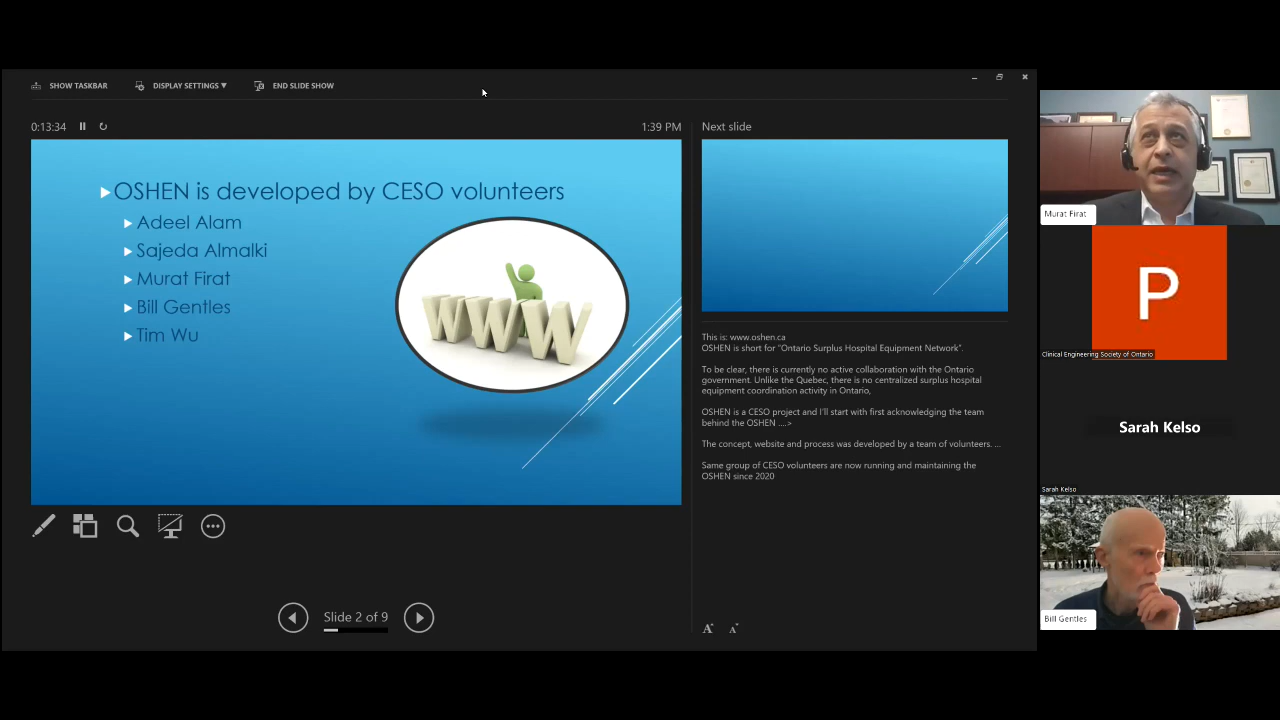 SHOW TASKBAR
DISPLAY SETTINGS ▼
END SLIDE SHOW
0:13:34
1:39 PM
OSHEN is developed by CESO volunteers
Adeel Alam
Sajeda Almalki
Murat Firat
Bill Gentles
Tim Wu
WWW
Slide 2 of 9
Next slide
This is: www.oshen.ca
OSHEN is short for "Ontario Surplus Hospital Equipment Network".
To be clear, there is currently no active collaboration with the Ontario
government. Unlike the Quebec, there is no centralized surplus hospital
equipment coordination activity in Ontario,
OSHEN is a CESO project and I'll start with first acknowledging the team
behind the OSHEN ....>
The concept, website and process was developed by a team of volunteers. ...
Same group of CESO volunteers are now running and maintaining the
OSHEN since 2020
A
A
Murat Firat
P
Clinical Engineering Society of Ontario
Sarah Kelso
Sarah Kelso
Bill Gentles